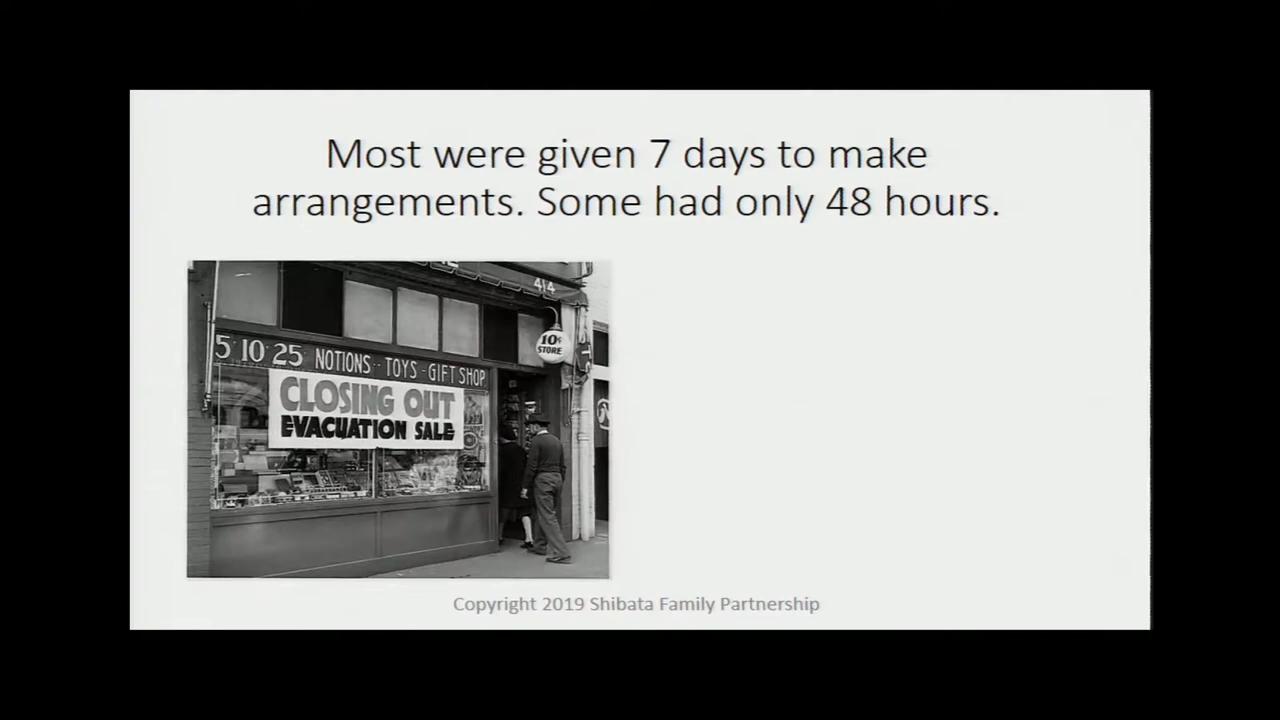 Most were given 7 days to make
arrangements. Some had only 48 hours.
414
10¢
STORE
5·10·25 NOTIONS·TOYS-GIFT SHOP
CLOSING OUT
EVACUATION SALE
Copyright 2019 Shibata Family Partnership